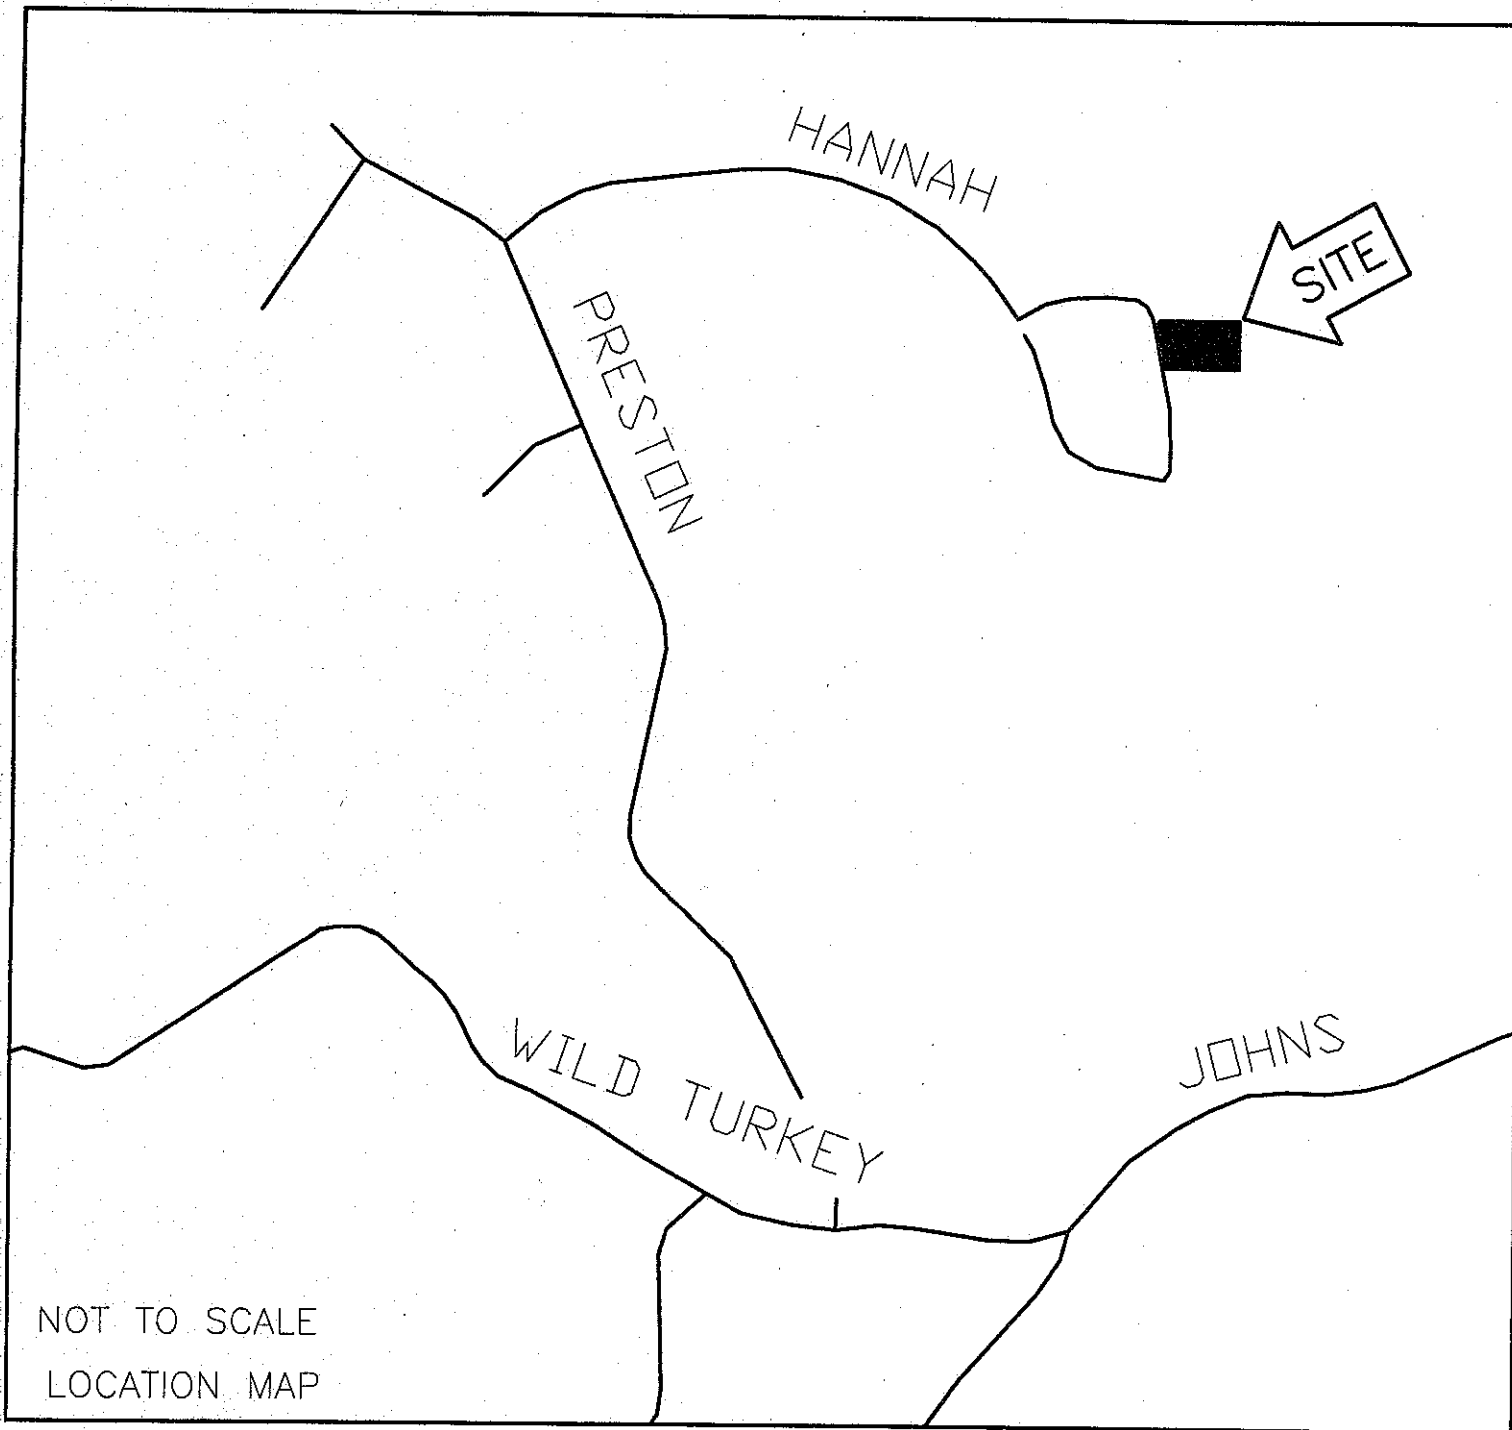 HANNAH
SITE
PRESTON
WILD TURKEY
JOHNS
NOT TO SCALE
LOCATION MAP